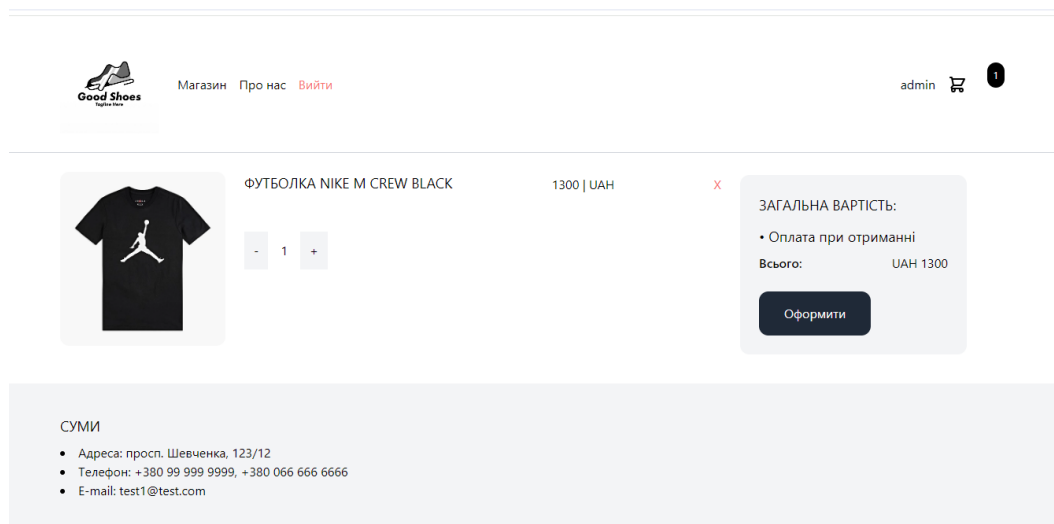 Good Shoes
Tagline Here
Магазин Про нас Вийти
admin
1
ФУТБОЛКА NIKE M CREW BLACK
1300 | UAH
X
- 1 +
ЗАГАЛЬНА ВАРТІСТЬ:
• Оплата при отриманні
Всього: UAH 1300
Оформити
СУМИ
• Адреса: просп. Шевченка, 123/12
• Телефон: +380 99 999 9999, +380 066 666 6666
• E-mail: test1@test.com